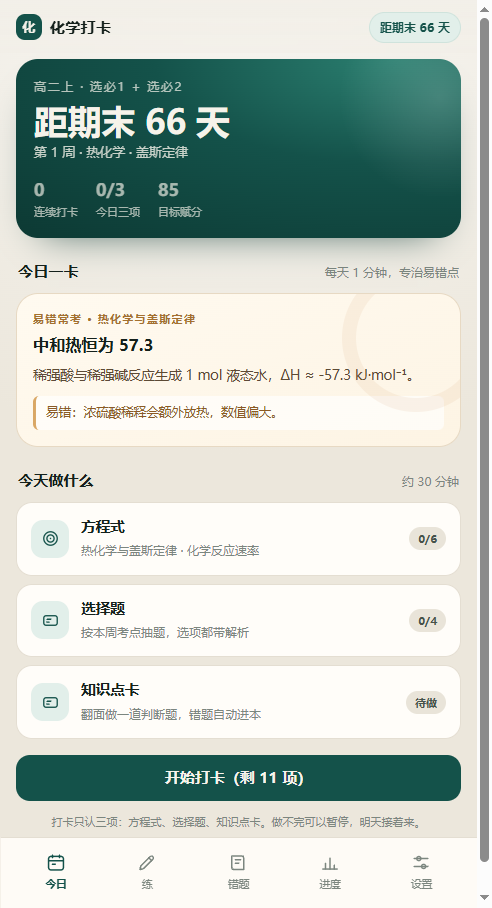 化 化学打卡 距期末 66 天
高二上 · 选必1 + 选必2
距期末 66 天
第 1 周 · 热化学 · 盖斯定律
0 0/3 85
连续打卡 今日三项 目标赋分
今日一卡 每天 1 分钟，专治易错点
易错常考 • 热化学与盖斯定律
中和热恒为 57.3
稀强酸与稀强碱反应生成 1 mol 液态水，ΔH ≈ -57.3 kJ·mol⁻¹。
易错：浓硫酸稀释会额外放热，数值偏大。
今天做什么 约 30 分钟
方程式
热化学与盖斯定律 · 化学反应速率
0/6
选择题
按本周考点抽题，选项都带解析
0/4
知识点卡
翻面做一道判断题，错题自动进本
待做
开始打卡（剩 11 项）
打卡只认三项：方程式、选择题、知识点卡。做不完可以暂停，明天接着来。
今日 练 错题 进度 设置